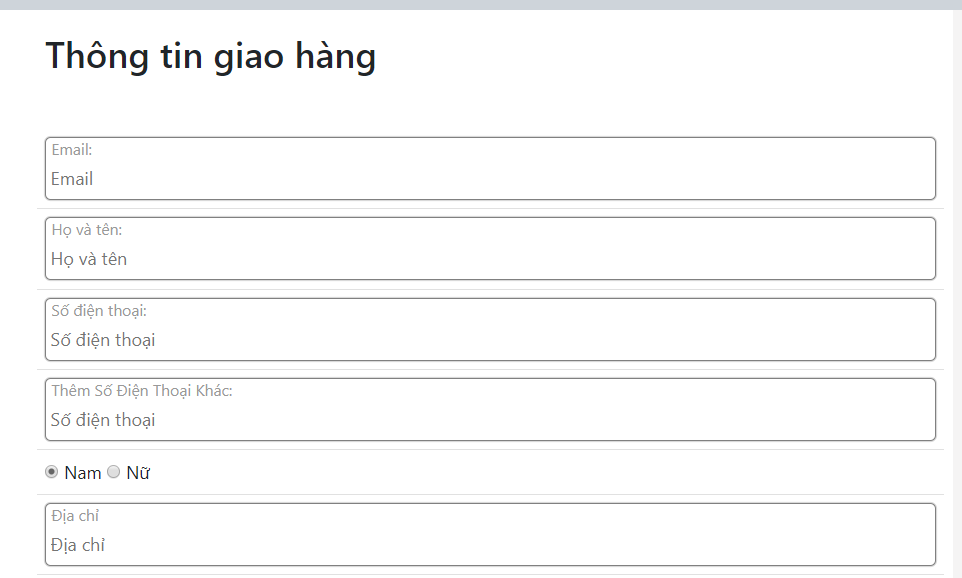 Thông tin giao hàng
Email:
Email
Họ và tên:
Họ và tên
Số điện thoại:
Số điện thoại
Thêm Số Điện Thoại Khác:
Số điện thoại
Nam Nữ
Địa chỉ
Địa chỉ